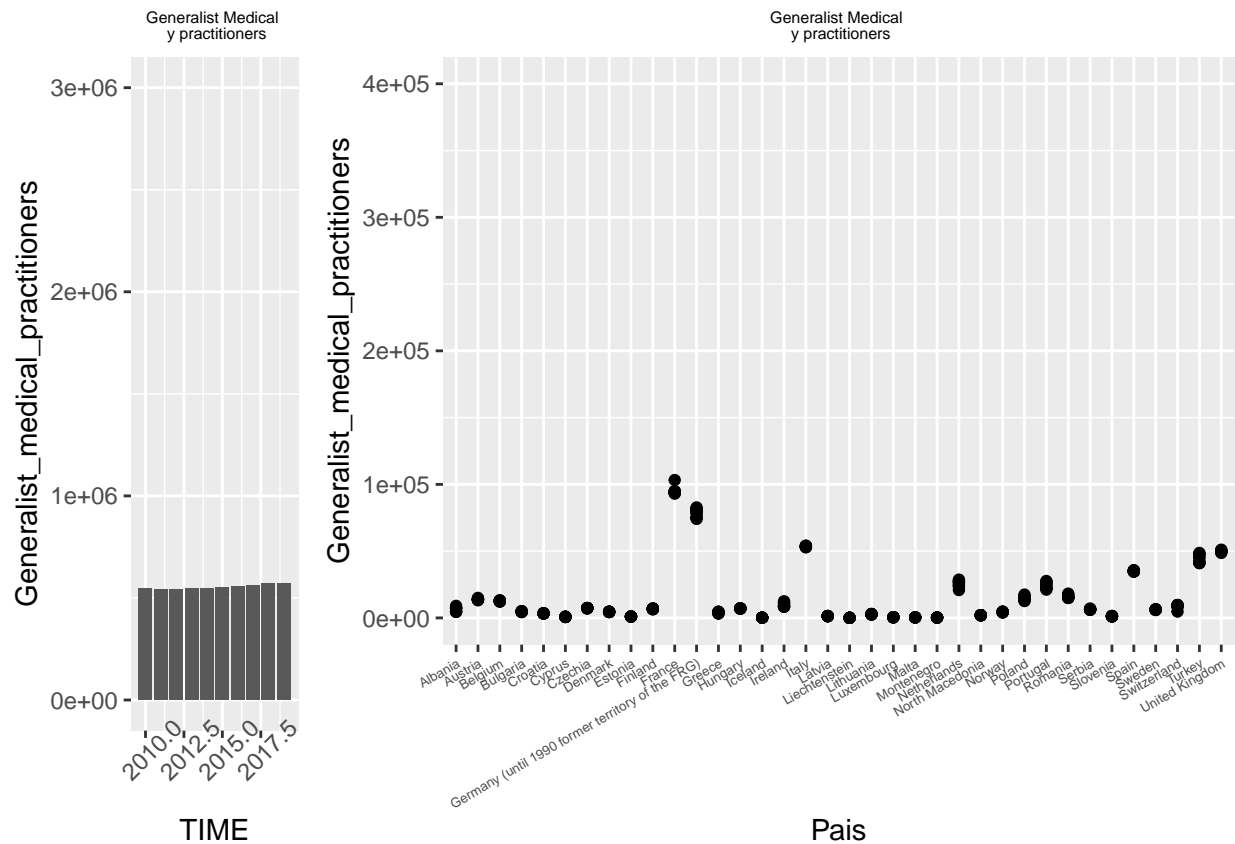 Generalist Medical
y practitioners
Generalist_medical_practitioners
3e+06
2e+06
1e+06
0e+00
2010.0
2012.5
2015.0
2017.5
TIME
Generalist Medical
y practitioners
Generalist_medical_practitioners
4e+05
3e+05
2e+05
1e+05
0e+00
Albania
Austria
Belgium
Bulgaria
Croatia
Cyprus
Czechia
Denmark
Estonia
Finland
France
Germany (until 1990 former territory of the FRG)
Greece
Hungary
Iceland
Ireland
Italy
Latvia
Liechtenstein
Lithuania
Luxembourg
Malta
Montenegro
Netherlands
North Macedonia
Norway
Poland
Portugal
Romania
Serbia
Slovenia
Spain
Sweden
Switzerland
Turkey
United Kingdom
Pais